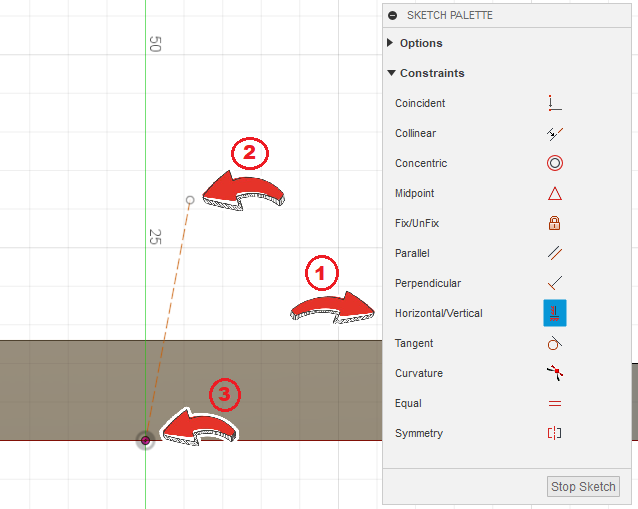 SKETCH PALETTE
Options
Constraints
Coincident
Collinear
Concentric
Midpoint
Fix/UnFix
Parallel
Perpendicular
Horizontal/Vertical
Tangent
Curvature
Equal
Symmetry
Stop Sketch
50
2
25
1
3